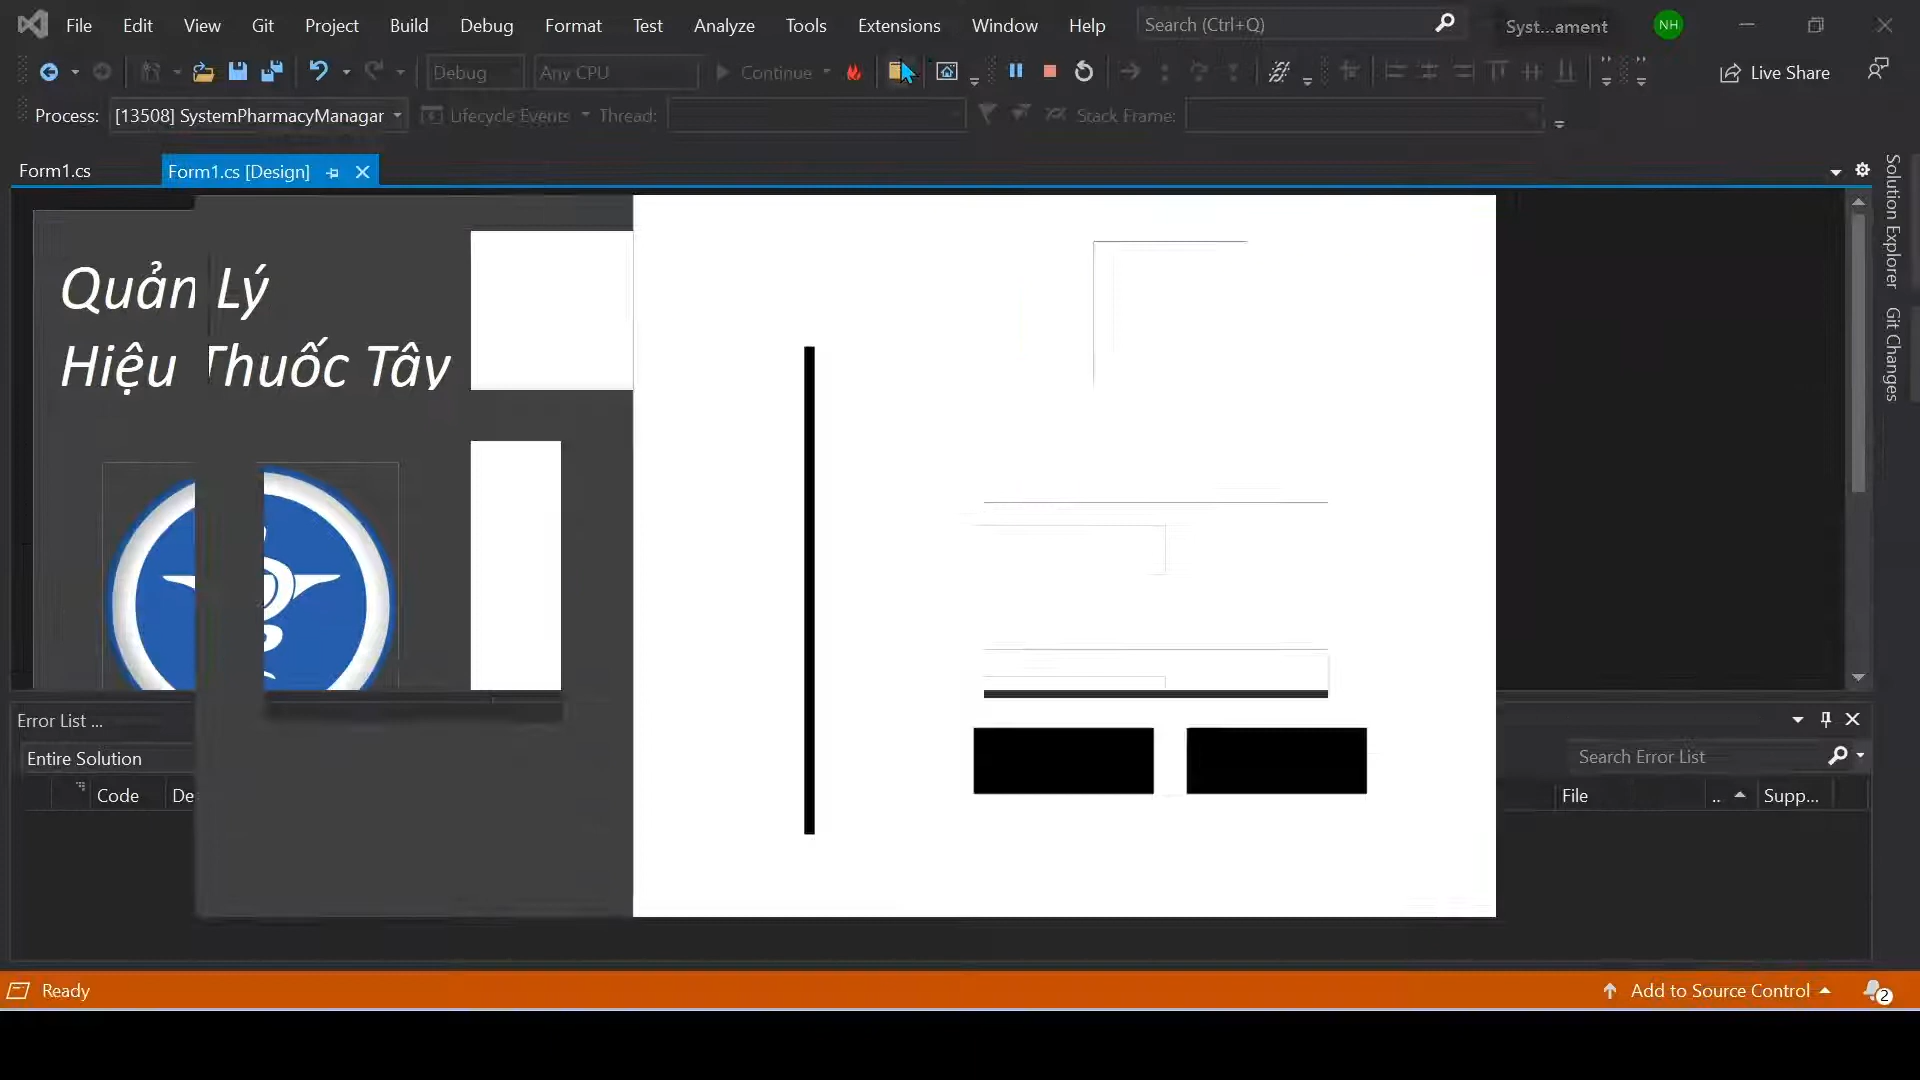 File Edit View Git Project Build Debug Format Test Analyze Tools Extensions Window Help Search (Ctrl+Q) Syst...ament NH
Debug Any CPU Continue Live Share
Process: [13508] SystemPharmacyManagar Lifecycle Events Thread: Stack Frame:
Form1.cs Form1.cs [Design]
Solution Explorer
Git Changes
Quản Lý
Hiệu Thuốc Tây
Error List ...
Entire Solution Search Error List
Code De File .. Supp...
Ready Add to Source Control 2